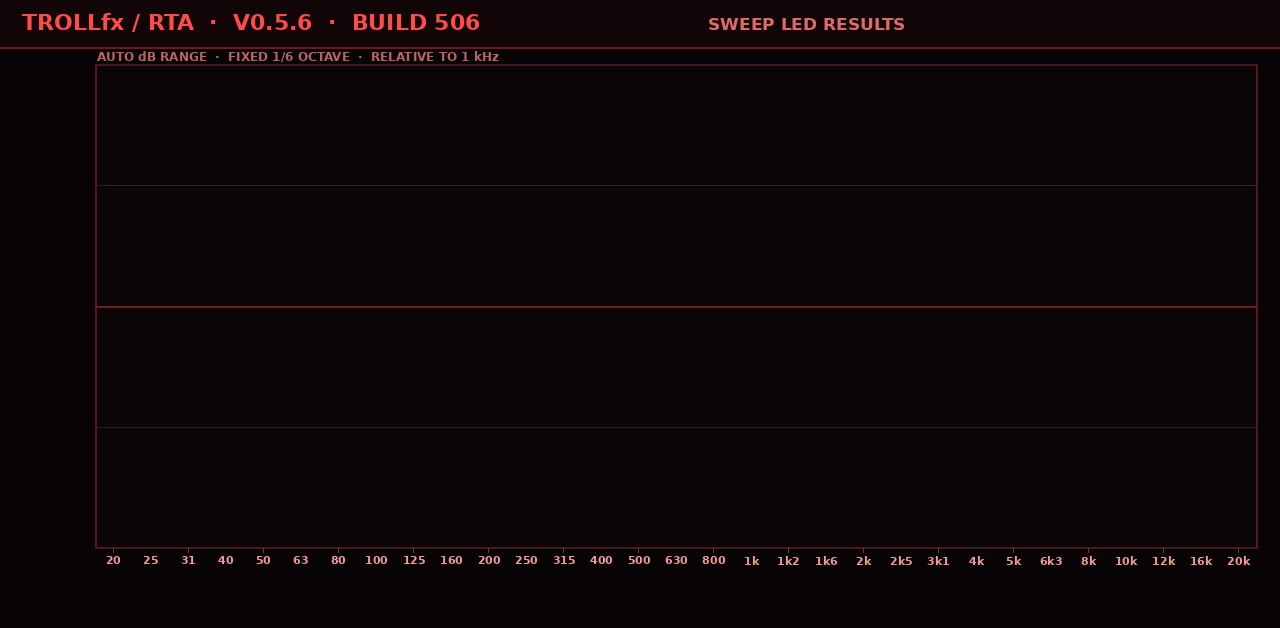 TROLLfx / RTA · V0.5.6 · BUILD 506 SWEEP LED RESULTS
AUTO dB RANGE · FIXED 1/6 OCTAVE · RELATIVE TO 1 kHz
20 25 31 40 50 63 80 100 125 160 200 250 315 400 500 630 800 1k 1k2 1k6 2k 2k5 3k1 4k 5k 6k3 8k 10k 12k 16k 20k